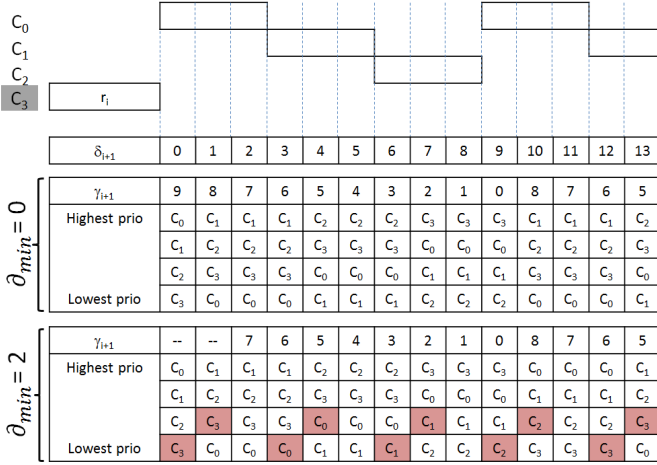 C₀
C₁
C₂
C₃ rᵢ
δᵢ₊₁ 0 1 2 3 4 5 6 7 8 9 10 11 12 13
∂min = 0
γᵢ₊₁ 9 8 7 6 5 4 3 2 1 0 8 7 6 5
Highest prio C₀ C₁ C₁ C₁ C₂ C₂ C₂ C₃ C₃ C₃ C₁ C₁ C₁ C₂
C₁ C₂ C₂ C₂ C₃ C₃ C₃ C₀ C₀ C₀ C₂ C₂ C₂ C₃
C₂ C₃ C₃ C₃ C₀ C₀ C₀ C₁ C₁ C₁ C₃ C₃ C₃ C₀
Lowest prio C₃ C₀ C₀ C₀ C₁ C₁ C₁ C₂ C₂ C₂ C₀ C₀ C₀ C₁
∂min = 2
γᵢ₊₁ -- -- 7 6 5 4 3 2 1 0 8 7 6 5
Highest prio C₀ C₁ C₁ C₁ C₂ C₂ C₂ C₃ C₃ C₃ C₀ C₀ C₀ C₁
C₁ C₂ C₂ C₂ C₃ C₃ C₃ C₀ C₀ C₀ C₁ C₁ C₁ C₂
C₂ C₃ C₃ C₃ C₀ C₀ C₀ C₁ C₁ C₁ C₂ C₂ C₂ C₃
Lowest prio C₃ C₀ C₀ C₀ C₁ C₁ C₁ C₂ C₂ C₂ C₃ C₃ C₃ C₀